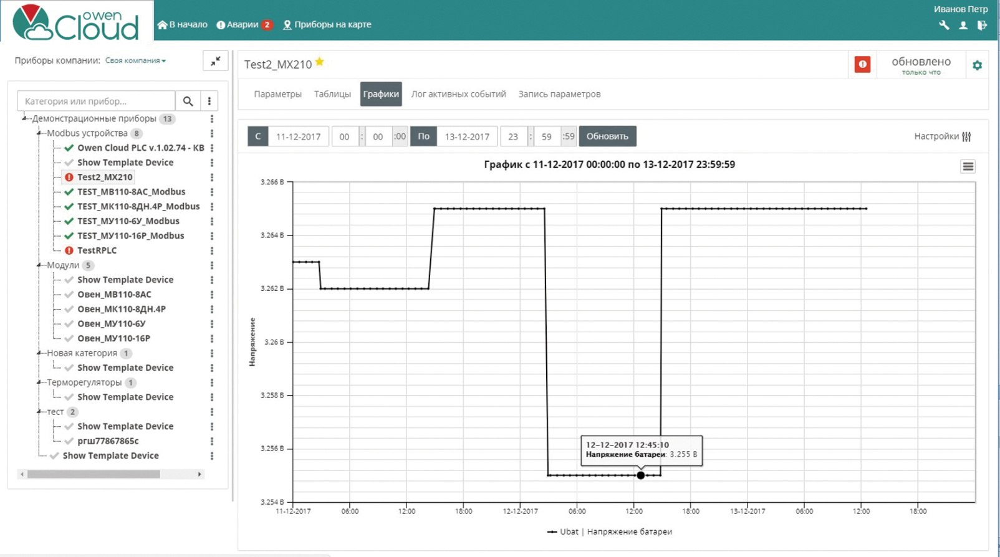 owen
Cloud
В начало
Аварии 2
Приборы на карте
Иванов Петр
Приборы компании: Своя компания
Категория или прибор...
Демонстрационные приборы 13
Modbus устройства 8
Owen Cloud PLC v.1.02.74 - КВ
Show Template Device
Test2_MX210
TEST_МВ110-8АС_Modbus
TEST_МК110-8ДН.4Р_Modbus
TEST_МУ110-6У_Modbus
TEST_МУ110-16Р_Modbus
TestRPLC
Модули 5
Show Template Device
Овен_МВ110-8АС
Овен_МК110-8ДН.4Р
Овен_МУ110-6У
Овен_МУ110-16Р
Новая категория 1
Show Template Device
Терморегуляторы 1
Show Template Device
тест 2
Show Template Device
ргш77867865с
Show Template Device
Test2_MX210
обновлено
только что
Параметры Таблицы Графики Лог активных событий Запись параметров
С 11-12-2017 00 : 00 :00 По 13-12-2017 23 : 59 :59 Обновить
Настройки
График с 11-12-2017 00:00:00 по 13-12-2017 23:59:59
3.266 В
3.264 В
3.262 В
3.26 В
3.258 В
3.256 В
3.254 В
Напряжение
12-12-2017 12:45:10
Напряжение батареи: 3.255 В
11-12-2017 06:00 12:00 18:00 12-12-2017 06:00 12:00 18:00 13-12-2017 06:00 12:00 18:00
Ubat | Напряжение батареи